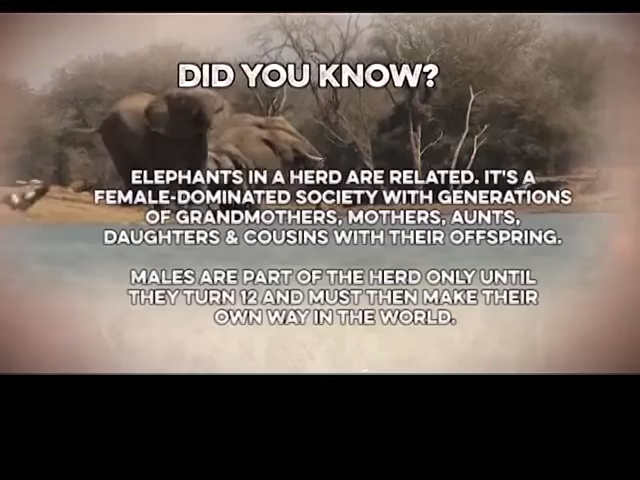 DID YOU KNOW?
ELEPHANTS IN A HERD ARE RELATED. IT'S A
FEMALE-DOMINATED SOCIETY WITH GENERATIONS
OF GRANDMOTHERS, MOTHERS, AUNTS,
DAUGHTERS & COUSINS WITH THEIR OFFSPRING.
MALES ARE PART OF THE HERD ONLY UNTIL
THEY TURN 12 AND MUST THEN MAKE THEIR
OWN WAY IN THE WORLD.